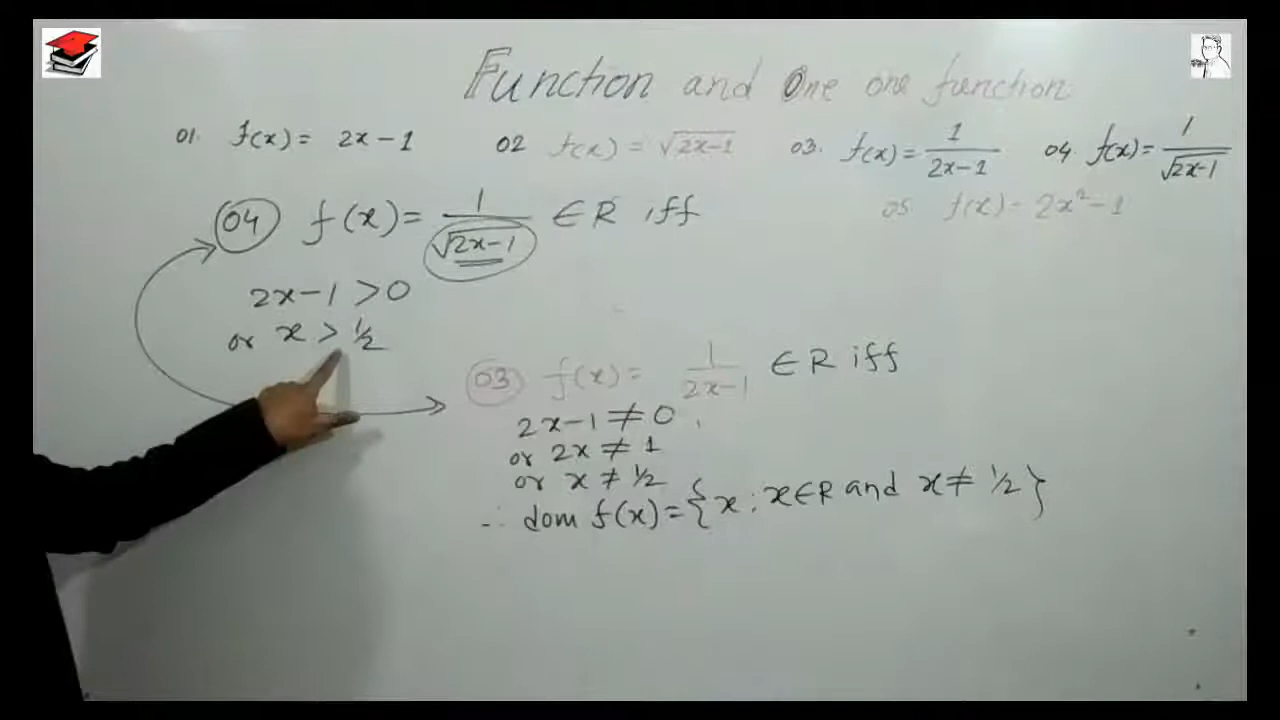 Function and One one function
01. f(x) = 2x - 1
02 f(x) = √2x-1
03. f(x) = 1/2x-1
04. f(x) = 1/√2x-1
05 f(x) = 2x² - 1
04 f(x) = 1/√2x-1 ∈ R iff
2x-1 > 0
or x > 1/2
03 f(x) = 1/2x-1 ∈ R iff
2x-1 ≠ 0
or 2x ≠ 1
or x ≠ 1/2
∴ dom f(x) = {x : x∈R and x ≠ 1/2}